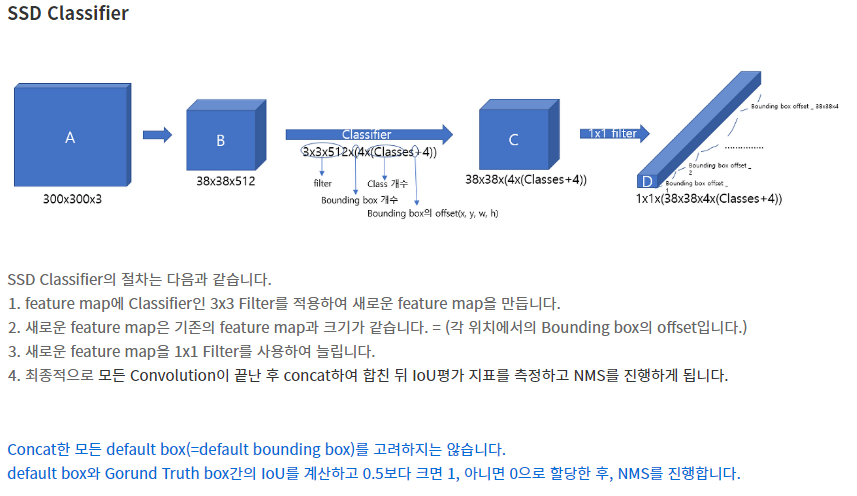 SSD Classifier
A
B
Classifier
C
1x1 filter
D
Bounding box offset _ 38x38x4
...............
Bounding box offset _
2
Bounding box offset _
1
300x300x3
38x38x512
3x3x512x(4x(Classes+4))
38x38x(4x(Classes+4))
1x1x(38x38x4x(Classes+4))
filter
Class 개수
Bounding box 개수
Bounding box의 offset(x, y, w, h)
SSD Classifier의 절차는 다음과 같습니다.
1. feature map에 Classifier인 3x3 Filter를 적용하여 새로운 feature map을 만듭니다.
2. 새로운 feature map은 기존의 feature map과 크기가 같습니다. = (각 위치에서의 Bounding box의 offset입니다.)
3. 새로운 feature map을 1x1 Filter를 사용하여 늘립니다.
4. 최종적으로 모든 Convolution이 끝난 후 concat하여 합친 뒤 IoU평가 지표를 측정하고 NMS를 진행하게 됩니다.
Concat한 모든 default box(=default bounding box)를 고려하지는 않습니다.
default box와 Gorund Truth box간의 IoU를 계산하고 0.5보다 크면 1, 아니면 0으로 할당한 후, NMS를 진행합니다.